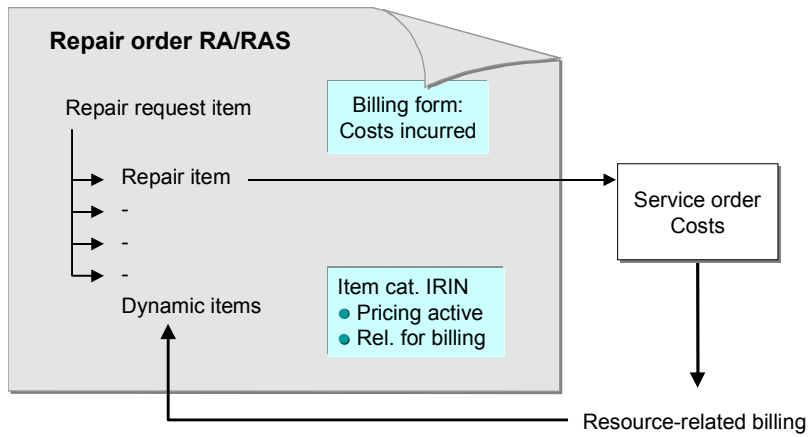 Repair order RA/RAS
Repair request item
Billing form:
Costs incurred
Repair item
-
-
-
Service order
Costs
Dynamic items
Item cat. IRIN
● Pricing active
● Rel. for billing
Resource-related billing